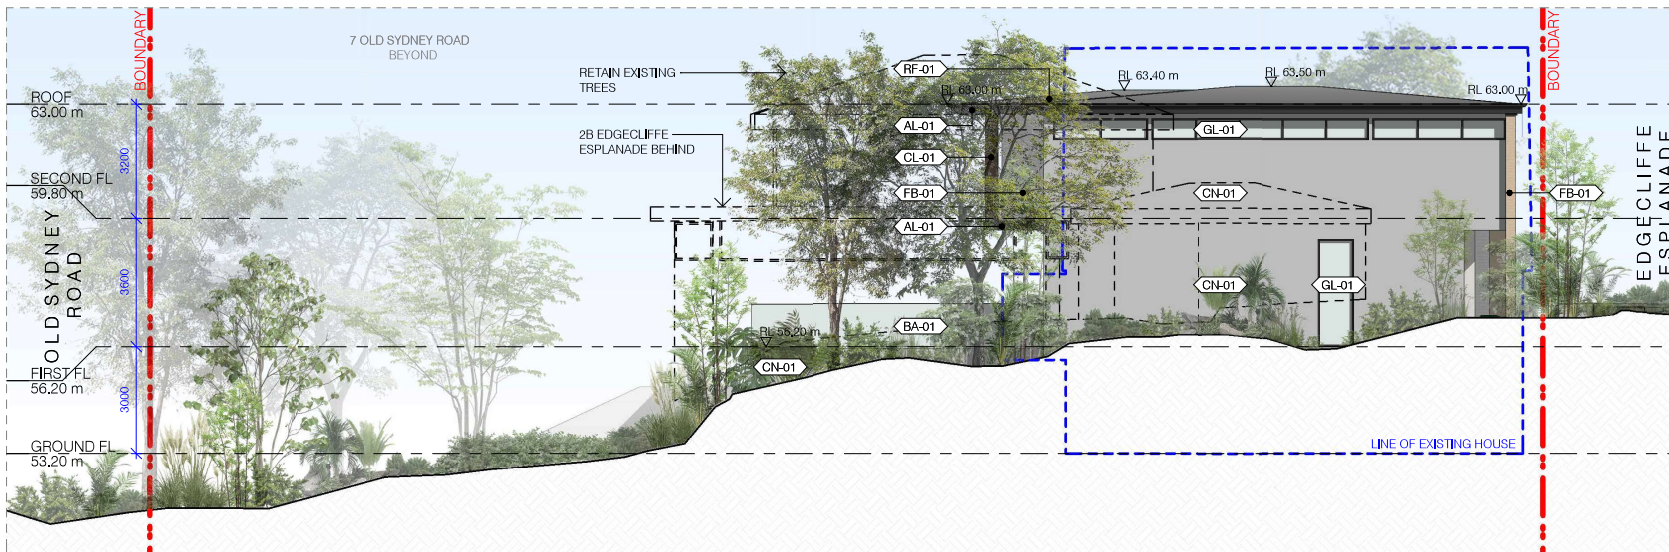 BOUNDARY
7 OLD SYDNEY ROAD
BEYOND
RETAIN EXISTING
TREES
2B EDGECLIFFE
ESPLANADE BEHIND
ROOF
63.00 m
SECOND FL
59.80 m
FIRST FL
56.20 m
GROUND FL
53.20 m
3200
3600
3000
OLD SYDNEY
ROAD
RF-01
RL 63.00 m
AL-01
CL-01
FB-01
AL-01
BA-01
RL 56.20 m
CN-01
RL 63.40 m
RL 63.50 m
RL 63.00 m
GL-01
CN-01
CN-01
GL-01
FB-01
LINE OF EXISTING HOUSE
BOUNDARY
EDGECLIFFE
ESPLANADE